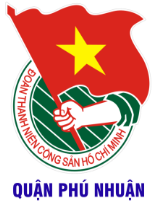 ĐOÀN THANH NIÊN CỘNG SẢN HỒ CHÍ MINH
QUẬN PHÚ NHUẬN